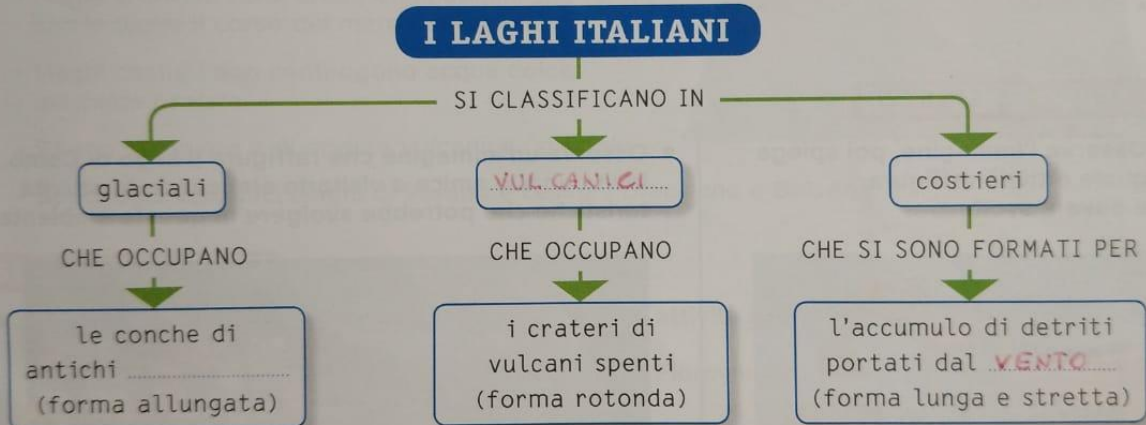 I LAGHI ITALIANI
SI CLASSIFICANO IN
glaciali
VULCANICI
costieri
CHE OCCUPANO
CHE OCCUPANO
CHE SI SONO FORMATI PER
le conche di
antichi
(forma allungata)
i crateri di
vulcani spenti
(forma rotonda)
l'accumulo di detriti
portati dal VENTO
(forma lunga e stretta)